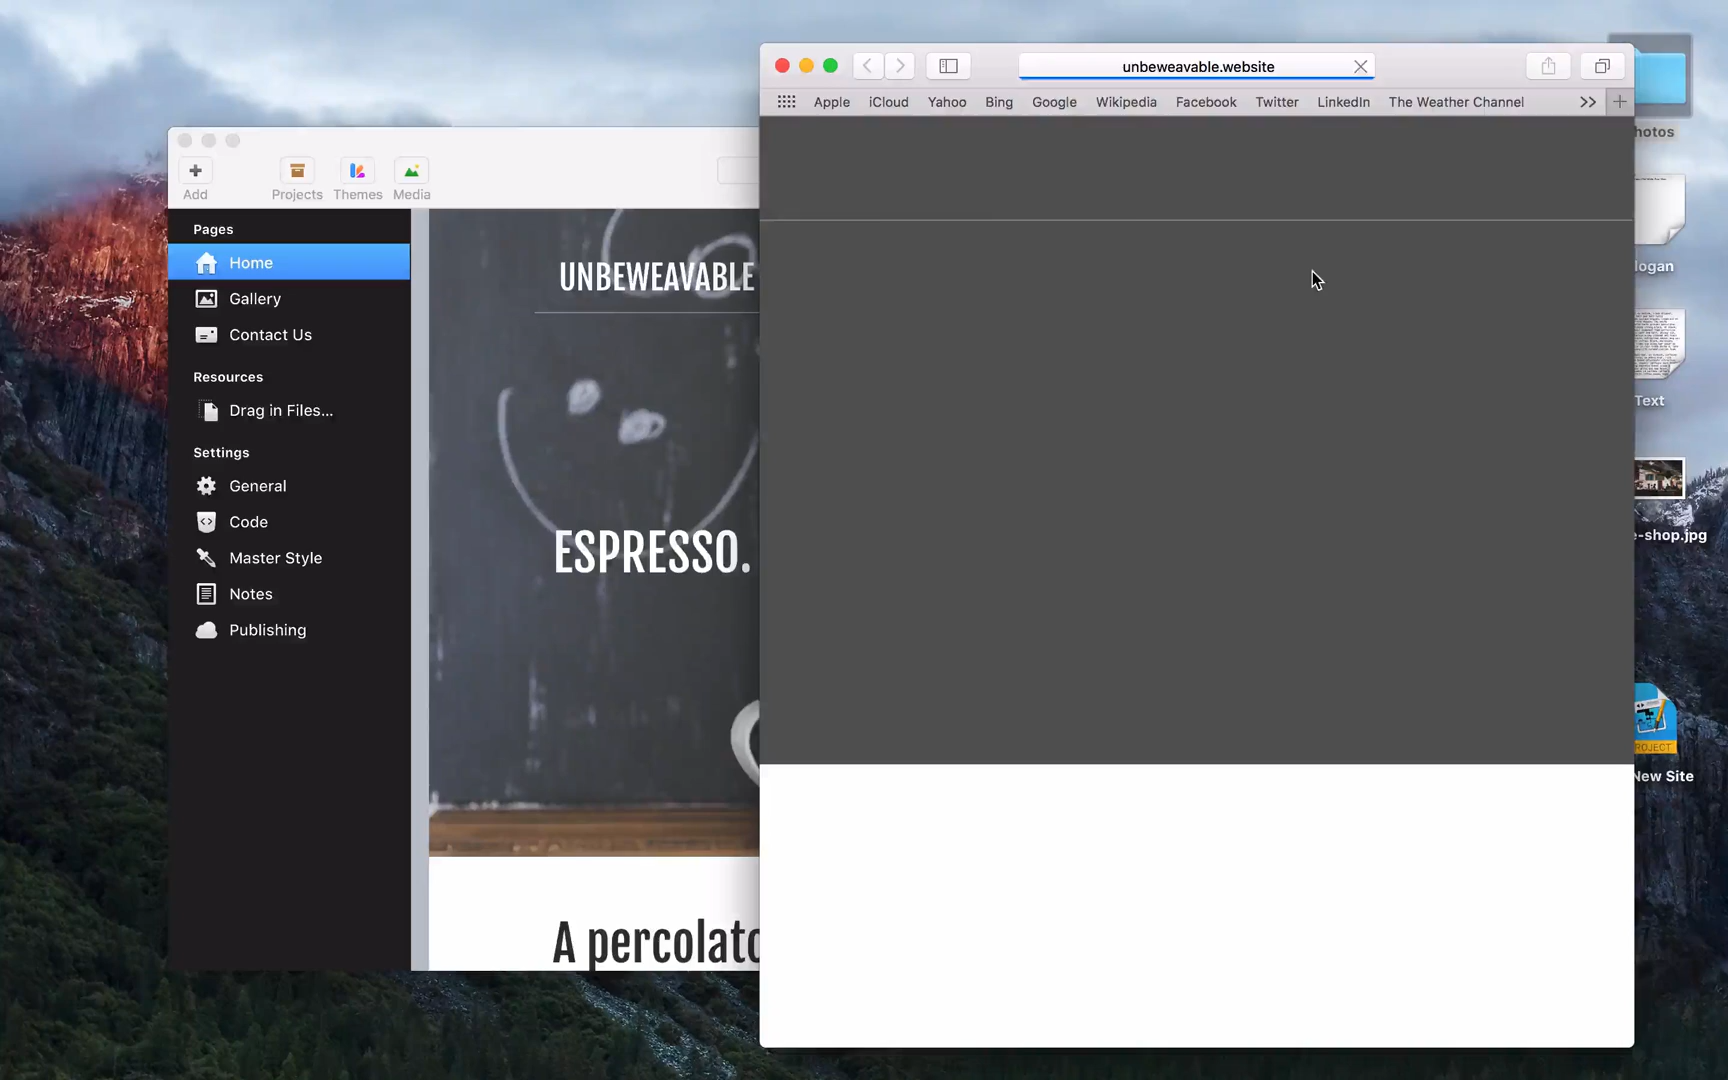 unbeweavable.website
Apple iCloud Yahoo Bing Google Wikipedia Facebook Twitter LinkedIn The Weather Channel >>
Add Projects Themes Media
Pages
Home
Gallery
Contact Us
Resources
Drag in Files...
Settings
General
Code
Master Style
Notes
Publishing
UNBEWEAVABLE
ESPRESSO.
A percolato
hotos
logan
Text
e-shop.jpg
PROJECT
New Site